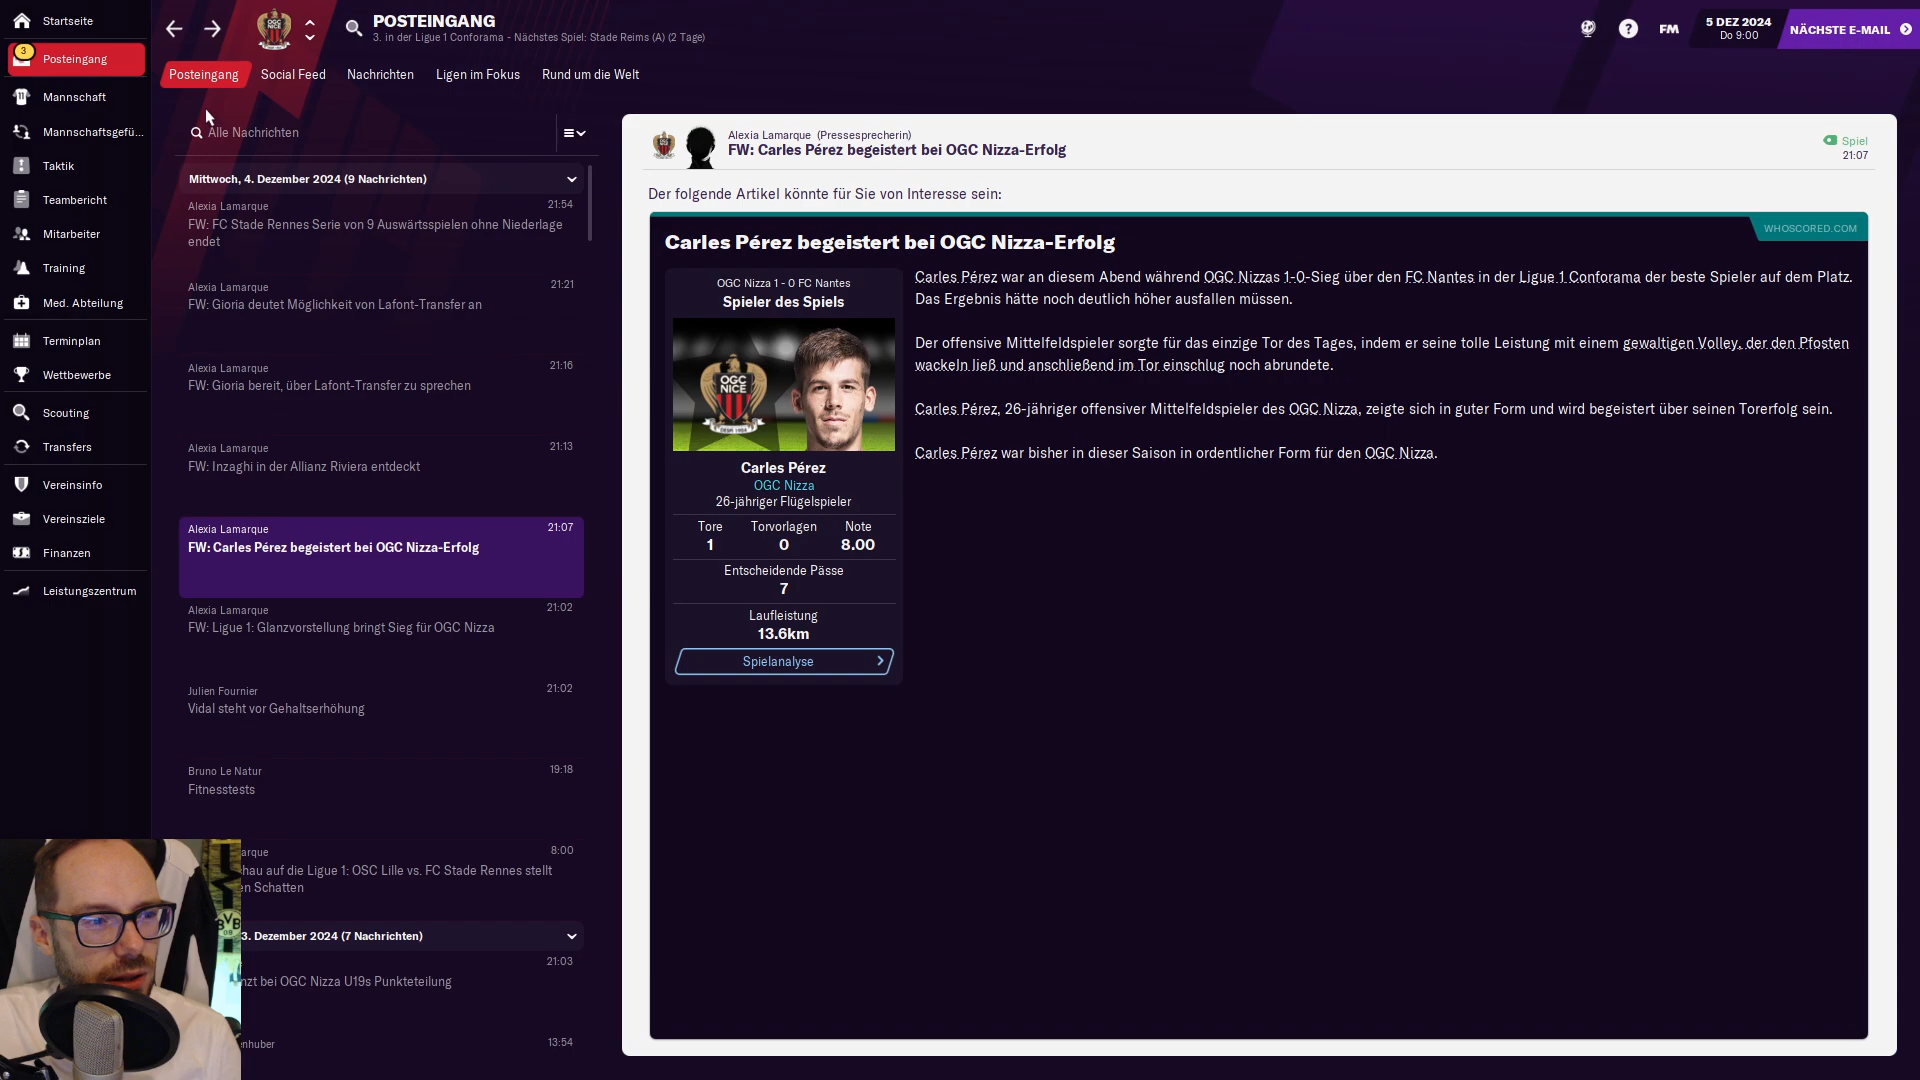 Startseite
3
Posteingang
Mannschaft
Mannschaftsgefü...
Taktik
Teambericht
Mitarbeiter
Training
Med. Abteilung
Terminplan
Wettbewerbe
Scouting
Transfers
Vereinsinfo
Vereinsziele
Finanzen
Leistungszentrum
OGC
NICE
POSTEINGANG
3. in der Ligue 1 Conforama - Nächstes Spiel: Stade Reims (A) (2 Tage)
?
FM
5 DEZ 2024
Do 9:00
NÄCHSTE E-MAIL
Posteingang
Social Feed
Nachrichten
Ligen im Fokus
Rund um die Welt
Alle Nachrichten
Mittwoch, 4. Dezember 2024 (9 Nachrichten)
Alexia Lamarque 21:54
FW: FC Stade Rennes Serie von 9 Auswärtsspielen ohne Niederlage
endet
Alexia Lamarque 21:21
FW: Gioria deutet Möglichkeit von Lafont-Transfer an
Alexia Lamarque 21:16
FW: Gioria bereit, über Lafont-Transfer zu sprechen
Alexia Lamarque 21:13
FW: Inzaghi in der Allianz Riviera entdeckt
Alexia Lamarque 21:07
FW: Carles Pérez begeistert bei OGC Nizza-Erfolg
Alexia Lamarque 21:02
FW: Ligue 1: Glanzvorstellung bringt Sieg für OGC Nizza
Julien Fournier 21:02
Vidal steht vor Gehaltserhöhung
Bruno Le Natur 19:18
Fitnesstests
arque 8:00
hau auf die Ligue 1: OSC Lille vs. FC Stade Rennes stellt
en Schatten
3. Dezember 2024 (7 Nachrichten)
21:03
nzt bei OGC Nizza U19s Punkteteilung
enhuber 13:54
BVB
09
Alexia Lamarque (Pressesprecherin)
FW: Carles Pérez begeistert bei OGC Nizza-Erfolg
Spiel
21:07
Der folgende Artikel könnte für Sie von Interesse sein:
WHOSCORED.COM
Carles Pérez begeistert bei OGC Nizza-Erfolg
OGC Nizza 1 - 0 FC Nantes
Spieler des Spiels
OGC
NICE
Carles Pérez
OGC Nizza
26-jähriger Flügelspieler
Tore Torvorlagen Note
1 0 8.00
Entscheidende Pässe
7
Laufleistung
13.6km
Spielanalyse
Carles Pérez war an diesem Abend während OGC Nizzas 1-0-Sieg über den FC Nantes in der Ligue 1 Conforama der beste Spieler auf dem Platz.
Das Ergebnis hätte noch deutlich höher ausfallen müssen.
Der offensive Mittelfeldspieler sorgte für das einzige Tor des Tages, indem er seine tolle Leistung mit einem gewaltigen Volley, der den Pfosten
wackeln ließ und anschließend im Tor einschlug noch abrundete.
Carles Pérez, 26-jähriger offensiver Mittelfeldspieler des OGC Nizza, zeigte sich in guter Form und wird begeistert über seinen Torerfolg sein.
Carles Pérez war bisher in dieser Saison in ordentlicher Form für den OGC Nizza.